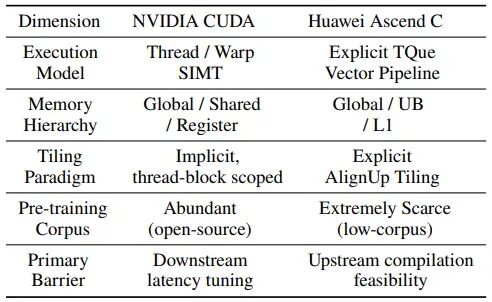 Dimension NVIDIA CUDA Huawei Ascend C
Execution Thread / Warp Explicit TQue
Model SIMT Vector Pipeline
Memory Global / Shared Global / UB
Hierarchy / Register / L1
Tiling Implicit, Explicit
Paradigm thread-block scoped AlignUp Tiling
Pre-training Abundant Extremely Scarce
Corpus (open-source) (low-corpus)
Primary Downstream Upstream compilation
Barrier latency tuning feasibility